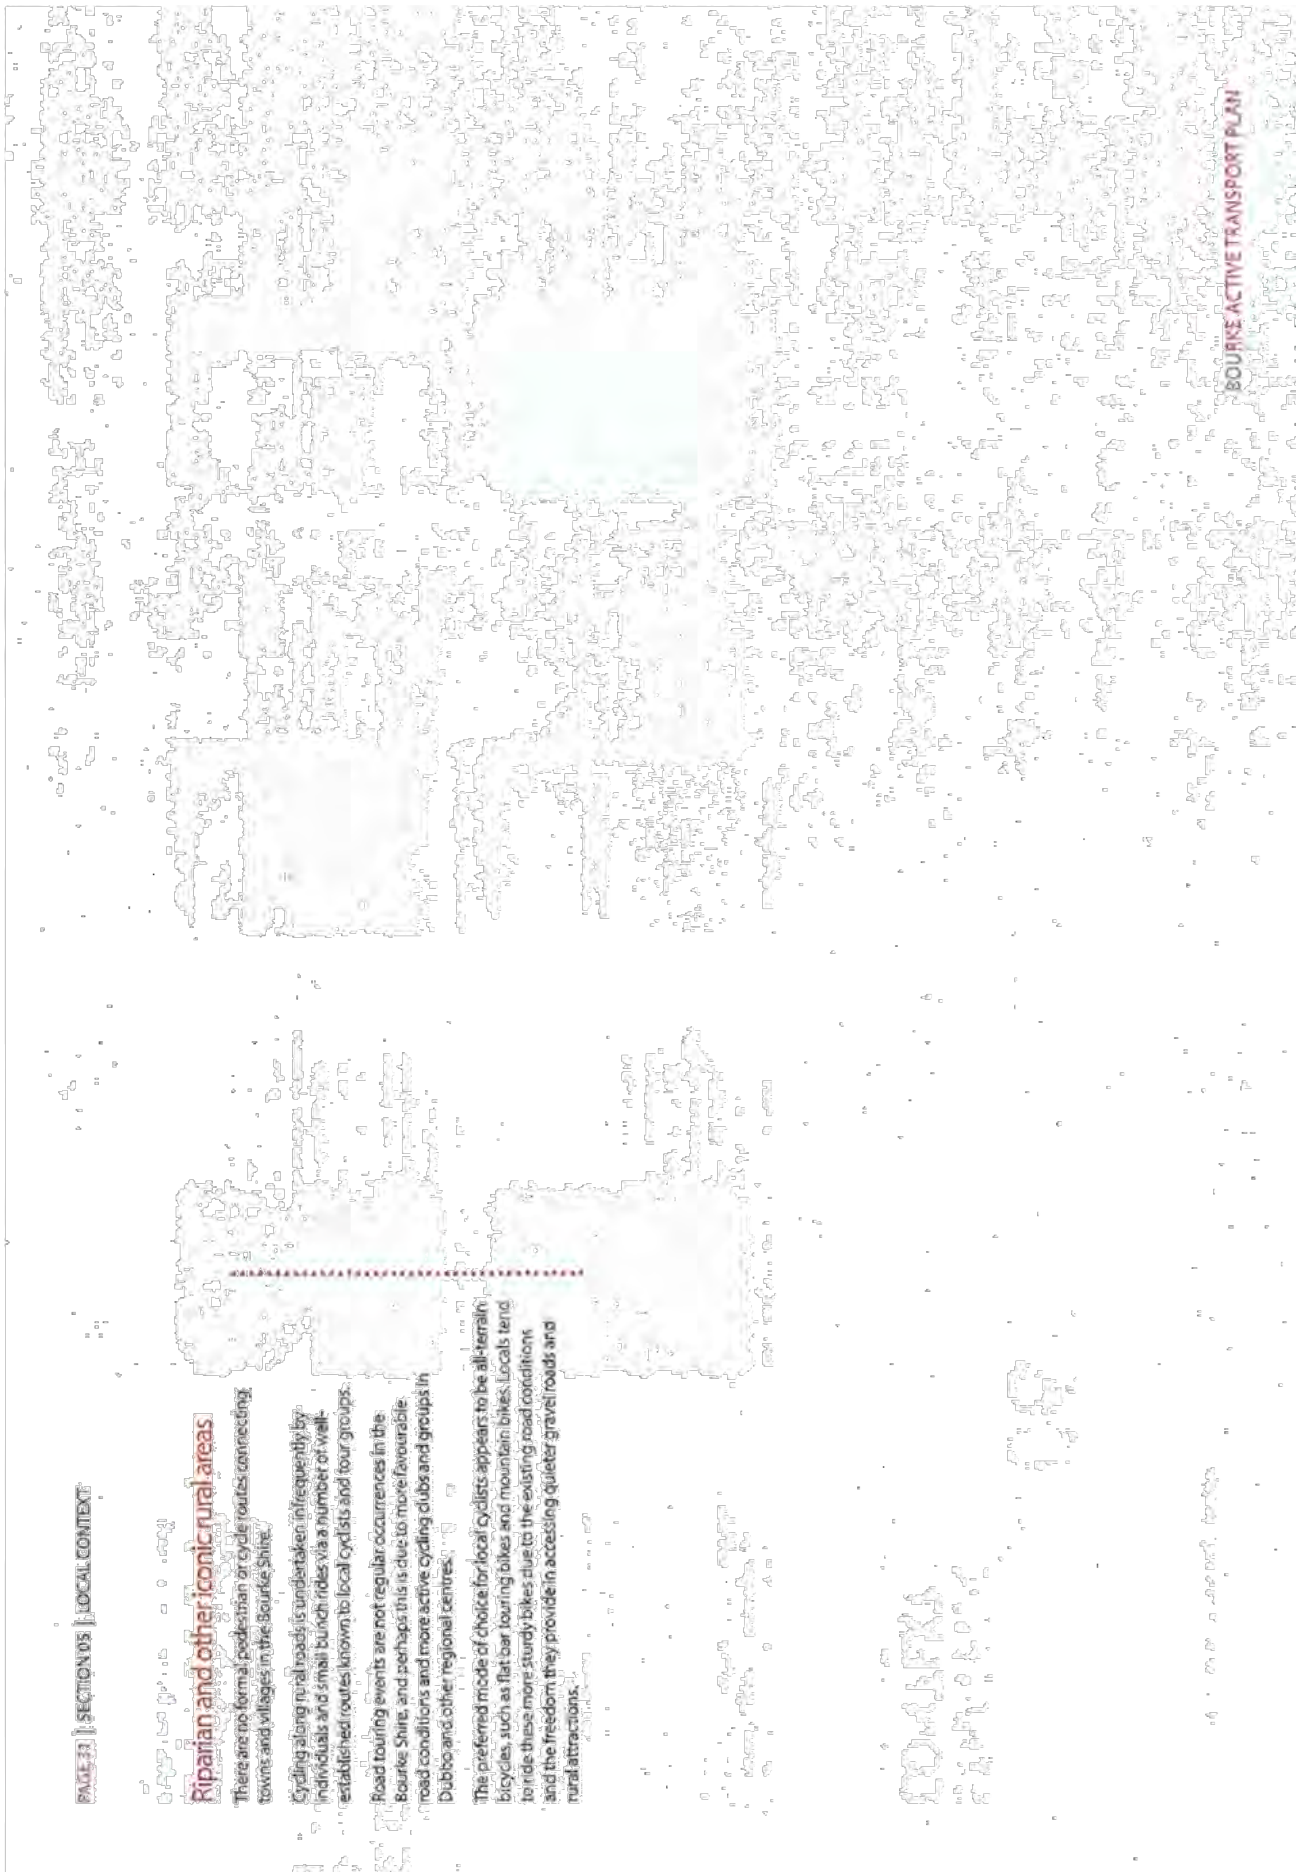 PAGE 31 | SECTION 05 | LOCAL CONTEXT
Riparian and other iconic rural areas
There are no formal pedestrian or cycle routes connecting
towns and villages in the Bourke Shire.
Cycling along rural roads is undertaken infrequently by
individuals and small bunch rides via a number of well-
established routes known to local cyclists and tour groups.
Road touring events are not regular occurrences in the
Bourke Shire, and perhaps this is due to more favourable
road conditions and more active cycling clubs and groups in
Dubbo and other regional centres.
The preferred mode of choice for local cyclists appears to be all-terrain
bicycles, such as flat bar touring bikes and mountain bikes. Locals tend
to ride these more sturdy bikes due to the existing road conditions
and the freedom they provide in accessing quieter gravel roads and
rural attractions.
BOURKE ACTIVE TRANSPORT PLAN